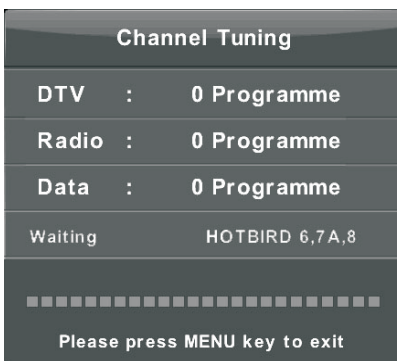 Channel Tuning
DTV : 0 Programme
Radio : 0 Programme
Data : 0 Programme
Waiting HOTBIRD 6,7A,8
Please press MENU key to exit